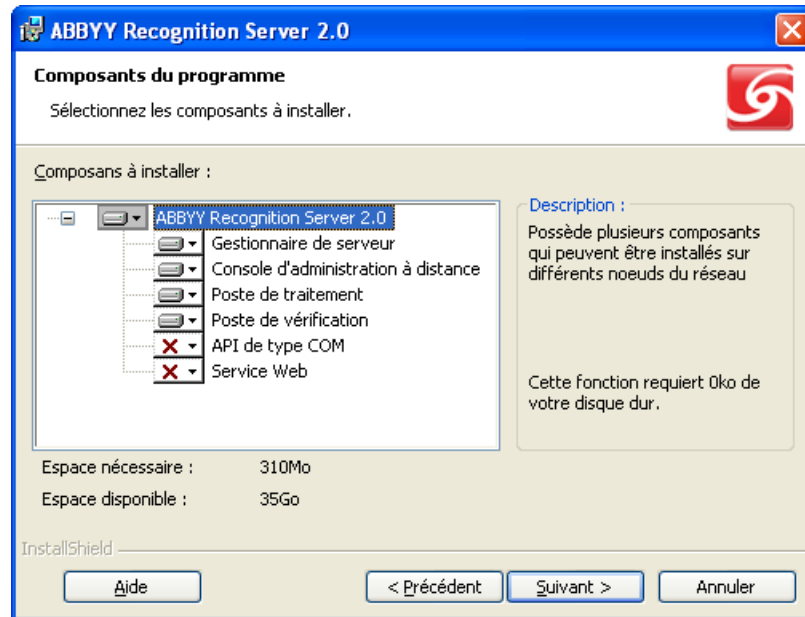 ABBYY Recognition Server 2.0
Composants du programme
Sélectionnez les composants à installer.
Composans à installer :
ABBYY Recognition Server 2.0
Gestionnaire de serveur
Console d'administration à distance
Poste de traitement
Poste de vérification
API de type COM
Service Web
Description :
Possède plusieurs composants
qui peuvent être installés sur
différents noeuds du réseau
Cette fonction requiert 0ko de
votre disque dur.
Espace nécessaire : 310Mo
Espace disponible : 35Go
InstallShield
Aide < Précédent Suivant > Annuler